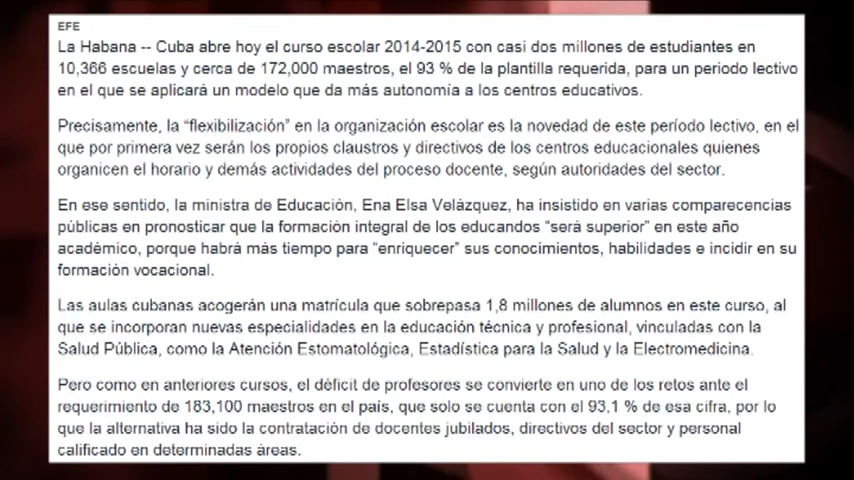 EFE
La Habana -- Cuba abre hoy el curso escolar 2014-2015 con casi dos millones de estudiantes en
10,366 escuelas y cerca de 172,000 maestros, el 93 % de la plantilla requerida, para un periodo lectivo
en el que se aplicará un modelo que da más autonomía a los centros educativos.
Precisamente, la “flexibilización” en la organización escolar es la novedad de este período lectivo, en el
que por primera vez serán los propios claustros y directivos de los centros educacionales quienes
organicen el horario y demás actividades del proceso docente, según autoridades del sector.
En ese sentido, la ministra de Educación, Ena Elsa Velázquez, ha insistido en varias comparecencias
públicas en pronosticar que la formación integral de los educandos “será superior” en este año
académico, porque habrá más tiempo para “enriquecer” sus conocimientos, habilidades e incidir en su
formación vocacional.
Las aulas cubanas acogerán una matrícula que sobrepasa 1,8 millones de alumnos en este curso, al
que se incorporan nuevas especialidades en la educación técnica y profesional, vinculadas con la
Salud Pública, como la Atención Estomatológica, Estadística para la Salud y la Electromedicina.
Pero como en anteriores cursos, el déficit de profesores se convierte en uno de los retos ante el
requerimiento de 183,100 maestros en el país, que solo se cuenta con el 93,1 % de esa cifra, por lo
que la alternativa ha sido la contratación de docentes jubilados, directivos del sector y personal
calificado en determinadas áreas.